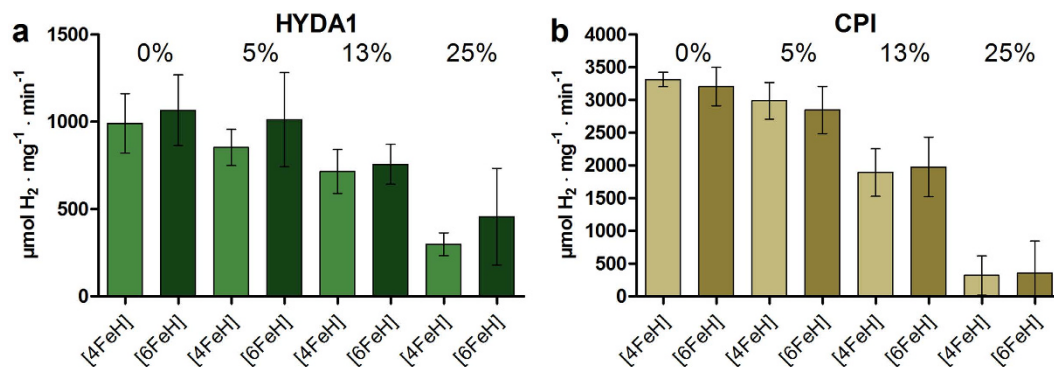 a
HYDA1
0% 5% 13% 25%
1500
1000
500
0
µmol H₂ · mg⁻¹ · min⁻¹
[4FeH] [6FeH] [4FeH] [6FeH] [4FeH] [6FeH] [4FeH] [6FeH]
b
CPI
0% 5% 13% 25%
4000
3500
3000
2500
2000
1500
1000
500
0
µmol H₂ · mg⁻¹ · min⁻¹
[4FeH] [6FeH] [4FeH] [6FeH] [4FeH] [6FeH] [4FeH] [6FeH]